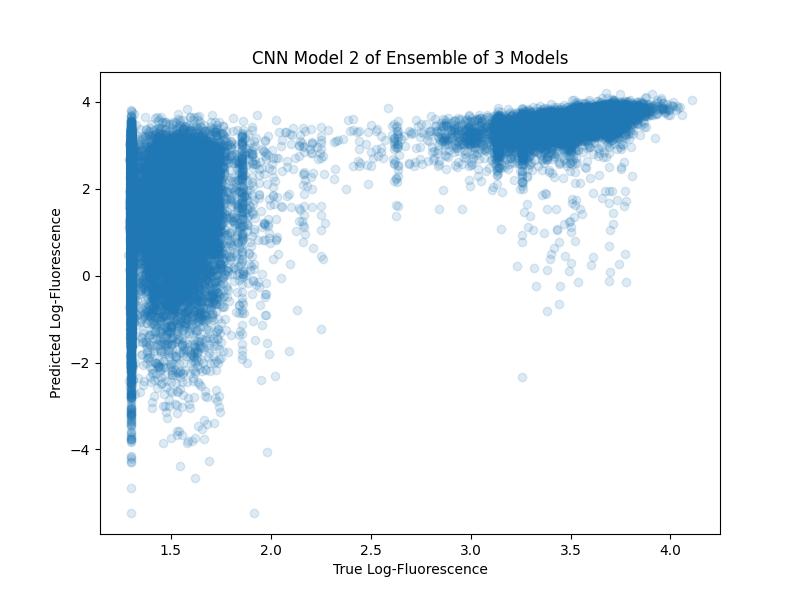 CNN Model 2 of Ensemble of 3 Models
4
2
0
−2
−4
Predicted Log-Fluorescence
1.5 2.0 2.5 3.0 3.5 4.0
True Log-Fluorescence